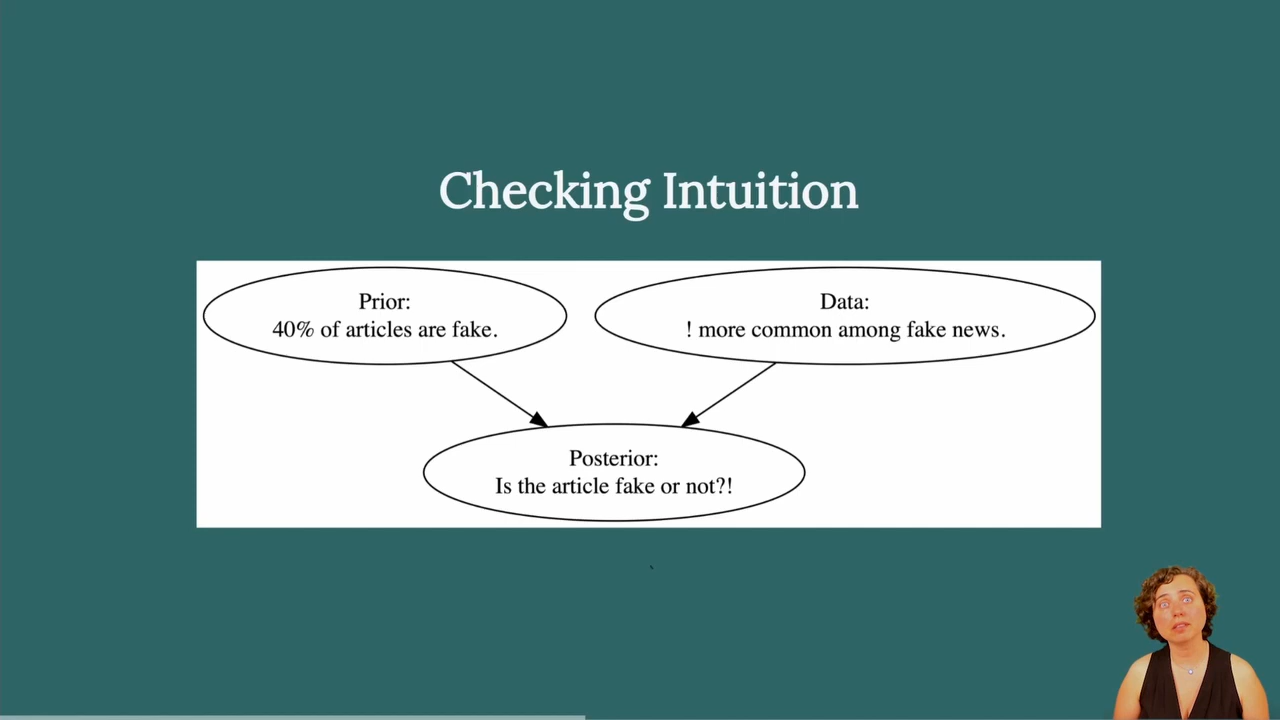 Checking Intuition
Prior:
40% of articles are fake.
Data:
! more common among fake news.
Posterior:
Is the article fake or not?!